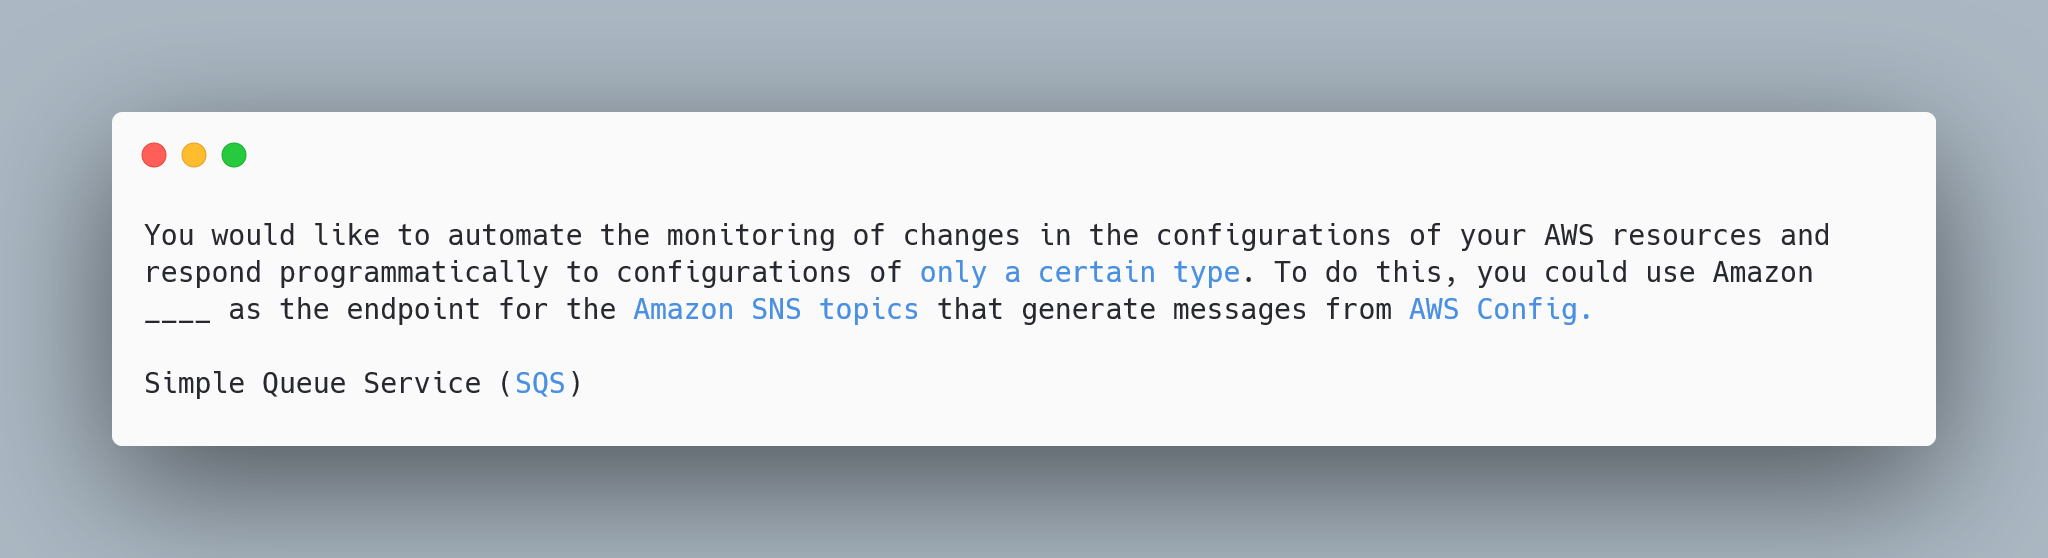 You would like to automate the monitoring of changes in the configurations of your AWS resources and
respond programmatically to configurations of only a certain type. To do this, you could use Amazon
____ as the endpoint for the Amazon SNS topics that generate messages from AWS Config.
Simple Queue Service (SQS)